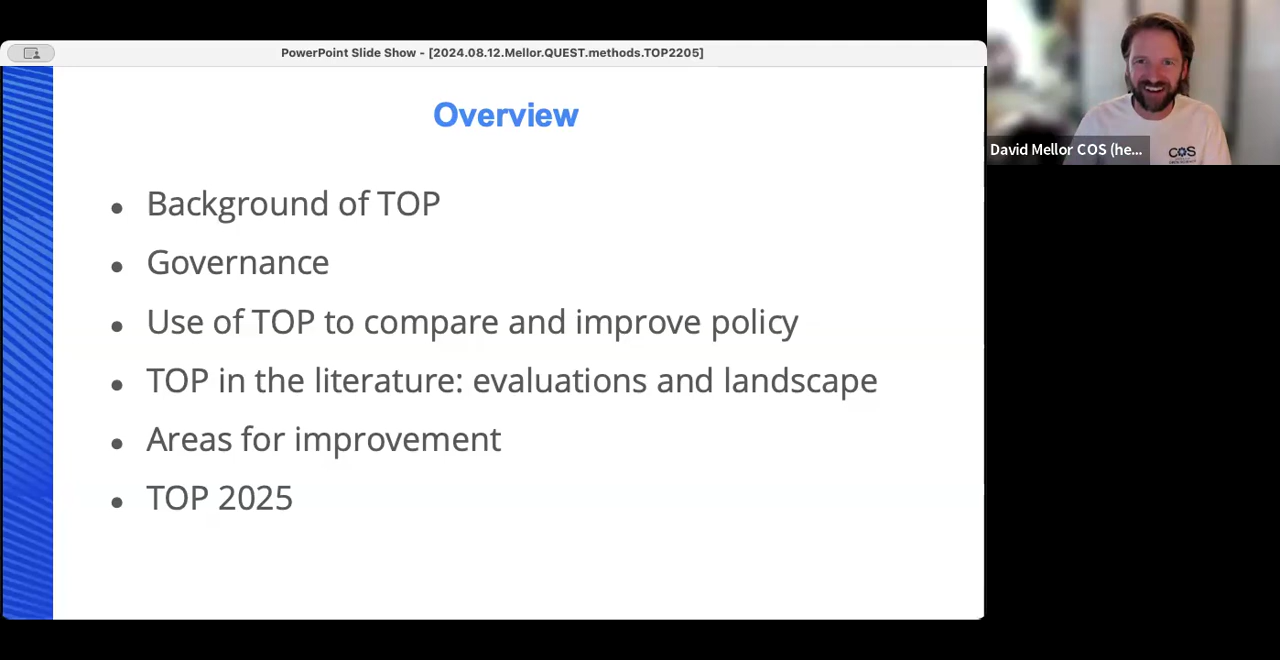 PowerPoint Slide Show - [2024.08.12.Mellor.QUEST.methods.TOP2205]
Overview
• Background of TOP
• Governance
• Use of TOP to compare and improve policy
• TOP in the literature: evaluations and landscape
• Areas for improvement
• TOP 2025
David Mellor COS (he...
COS